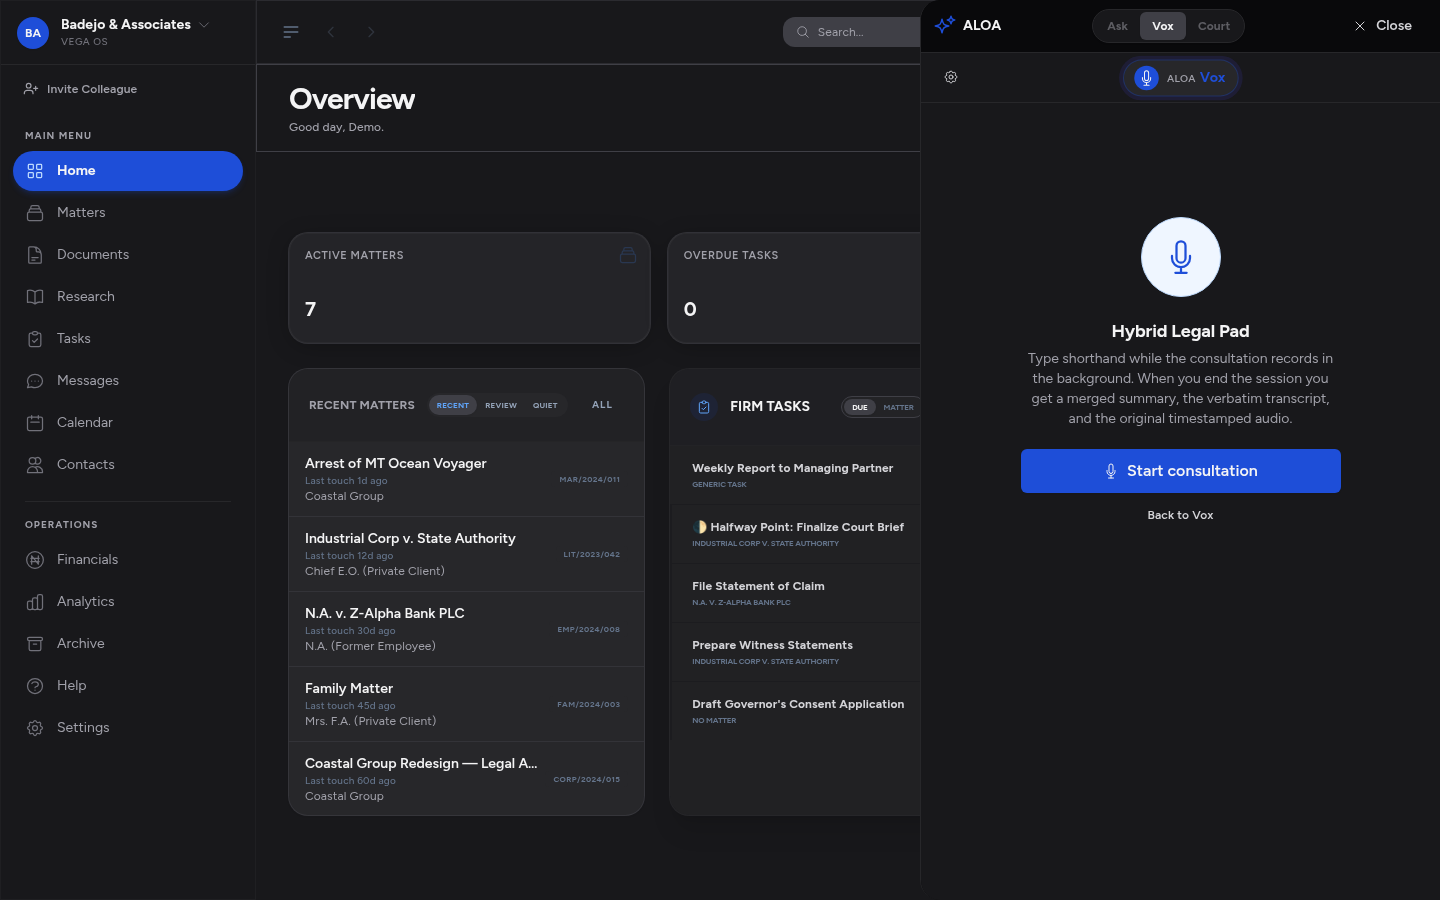 BA
Badejo & Associates
VEGA OS
Invite Colleague
MAIN MENU
Home
Matters
Documents
Research
Tasks
Messages
Calendar
Contacts
OPERATIONS
Financials
Analytics
Archive
Help
Settings
Search...
Overview
Good day, Demo.
ACTIVE MATTERS
7
OVERDUE TASKS
0
RECENT MATTERS
RECENT
REVIEW
QUIET
ALL
Arrest of MT Ocean Voyager
Last touch 1d ago
MAR/2024/011
Coastal Group
Industrial Corp v. State Authority
Last touch 12d ago
LIT/2023/042
Chief E.O. (Private Client)
N.A. v. Z-Alpha Bank PLC
Last touch 30d ago
EMP/2024/008
N.A. (Former Employee)
Family Matter
Last touch 45d ago
FAM/2024/003
Mrs. F.A. (Private Client)
Coastal Group Redesign — Legal A...
Last touch 60d ago
CORP/2024/015
Coastal Group
FIRM TASKS
DUE
MATTER
Weekly Report to Managing Partner
GENERIC TASK
🌓 Halfway Point: Finalize Court Brief
INDUSTRIAL CORP V. STATE AUTHORITY
File Statement of Claim
N.A. V. Z-ALPHA BANK PLC
Prepare Witness Statements
INDUSTRIAL CORP V. STATE AUTHORITY
Draft Governor's Consent Application
NO MATTER
ALOA
Ask
Vox
Court
Close
ALOA Vox
Hybrid Legal Pad
Type shorthand while the consultation records in
the background. When you end the session you
get a merged summary, the verbatim transcript,
and the original timestamped audio.
Start consultation
Back to Vox